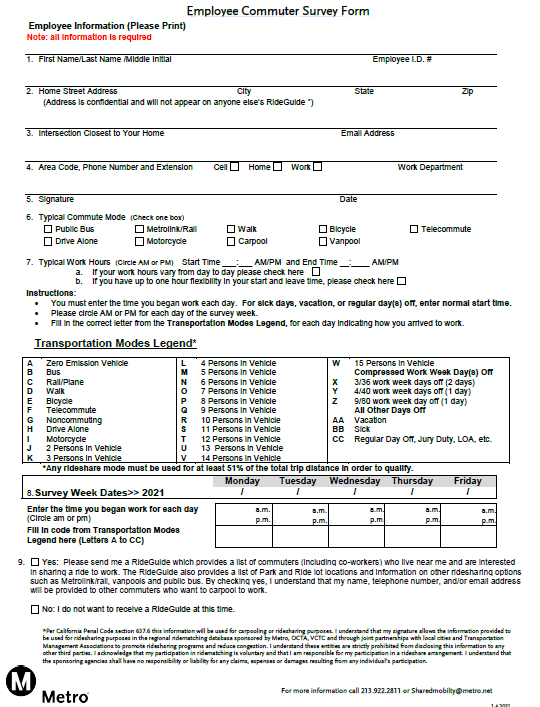 Employee Commuter Survey Form
Employee Information (Please Print)
Note: all information is required
1. First Name/Last Name /Middle Initial Employee I.D. #
2. Home Street Address City State Zip
(Address is confidential and will not appear on anyone else's RideGuide *)
3. Intersection Closest to Your Home Email Address
4. Area Code, Phone Number and Extension Cell Home Work Work Department
5. Signature Date
6. Typical Commute Mode (Check one box)
Public Bus Metrolink/Rail Walk Bicycle Telecommute
Drive Alone Motorcycle Carpool Vanpool
7. Typical Work Hours (Circle AM or PM) Start Time ___:___ AM/PM and End Time __:____ AM/PM
a. If your work hours vary from day to day please check here
b. If you have up to one hour flexibility in your start and leave time, please check here
Instructions:
• You must enter the time you began work each day. For sick days, vacation, or regular day(s) off, enter normal start time.
• Please circle AM or PM for each day of the survey week.
• Fill in the correct letter from the Transportation Modes Legend, for each day indicating how you arrived to work.
Transportation Modes Legend*
A Zero Emission Vehicle L 4 Persons in Vehicle W 15 Persons in Vehicle
B Bus M 5 Persons in Vehicle Compressed Work Week Day(s) Off
C Rail/Plane N 6 Persons in Vehicle X 3/36 work week days off (2 days)
D Walk O 7 Persons in Vehicle Y 4/40 work week days off (1 day)
E Bicycle P 8 Persons in Vehicle Z 9/80 work week day off (1 day)
F Telecommute Q 9 Persons in Vehicle All Other Days Off
G Noncommuting R 10 Persons in Vehicle AA Vacation
H Drive Alone S 11 Persons in Vehicle BB Sick
I Motorcycle T 12 Persons in Vehicle CC Regular Day Off, Jury Duty, LOA, etc.
J 2 Persons in Vehicle U 13 Persons in Vehicle
K 3 Persons in Vehicle V 14 Persons in Vehicle
*Any rideshare mode must be used for at least 51% of the total trip distance in order to qualify.
Monday Tuesday Wednesday Thursday Friday
8. Survey Week Dates>> 2021 / / / / /
Enter the time you began work for each day a.m. a.m. a.m. a.m. a.m.
(Circle am or pm) p.m. p.m. p.m. p.m. p.m.
Fill in code from Transportation Modes
Legend here (Letters A to CC)
9. Yes: Please send me a RideGuide which provides a list of commuters (including co-workers) who live near me and are interested
in sharing a ride to work. The RideGuide also provides a list of Park and Ride lot locations and information on other ridesharing options
such as Metrolink/rail, vanpools and public bus. By checking yes, I understand that my name, telephone number, and/or email address
will be provided to other commuters who want to carpool to work.
No: I do not want to receive a RideGuide at this time.
*Per California Penal Code section 637.6 this information will be used for carpooling or ridesharing purposes. I understand that my signature allows the information provided to
be used for ridesharing purposes in the regional ridematching database sponsored by Metro, OCTA, VCTC and through joint partnerships with local cities and Transportation
Management Associations to promote ridesharing programs and reduce congestion. I understand these entities are strictly prohibited from disclosing this information to any
other third parties. I acknowledge that my participation in ridematching is voluntary and that I am responsible for my participation in a rideshare arrangement. I understand that
the sponsoring agencies shall have no responsibility or liability for any claims, expenses or damages resulting from any individual's participation.
M Metro
For more information call 213.922.2811 or Sharedmobilty@metro.net